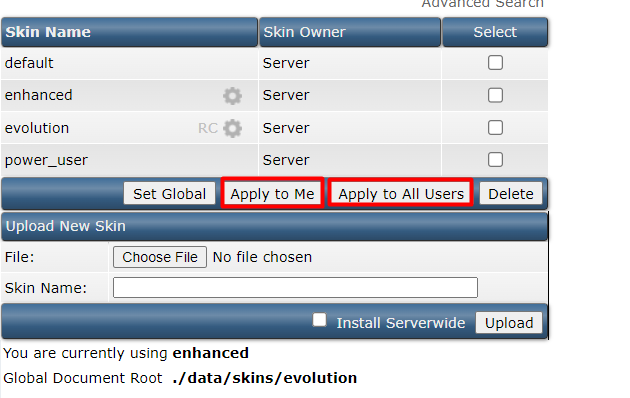 Advanced Search
Skin Name Skin Owner Select
default Server
enhanced Server
evolution RC Server
power_user Server
Set Global Apply to Me Apply to All Users Delete
Upload New Skin
File: Choose File No file chosen
Skin Name:
Install Serverwide Upload
You are currently using enhanced
Global Document Root ./data/skins/evolution